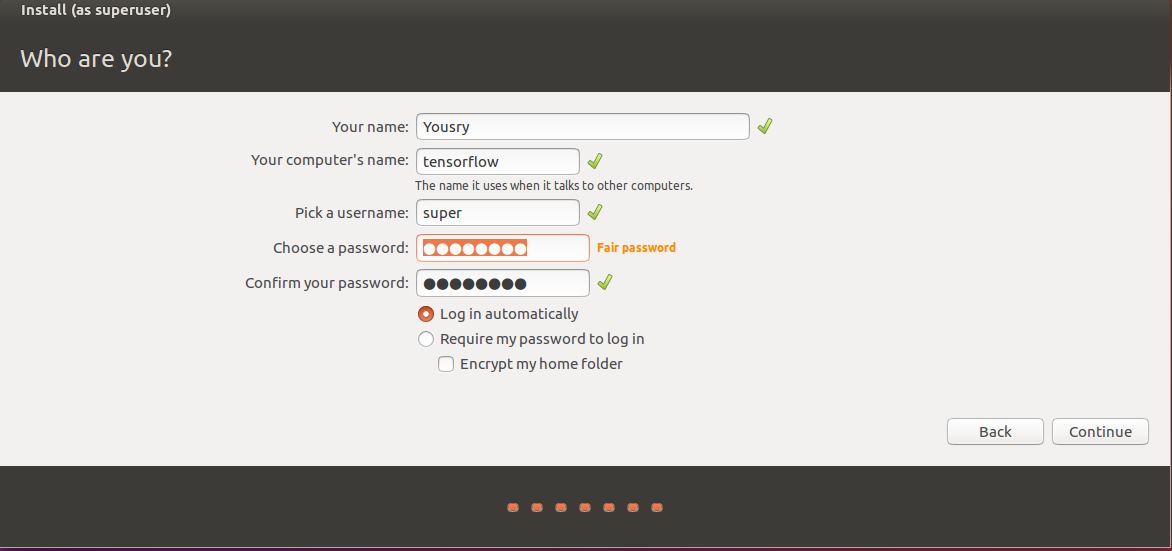 Install (as superuser)
Who are you?
Your name: Yousry
Your computer's name: tensorflow
The name it uses when it talks to other computers.
Pick a username: super
Choose a password: ●●●●●●●● Fair password
Confirm your password: ●●●●●●●●
Log in automatically
Require my password to log in
Encrypt my home folder
Back Continue